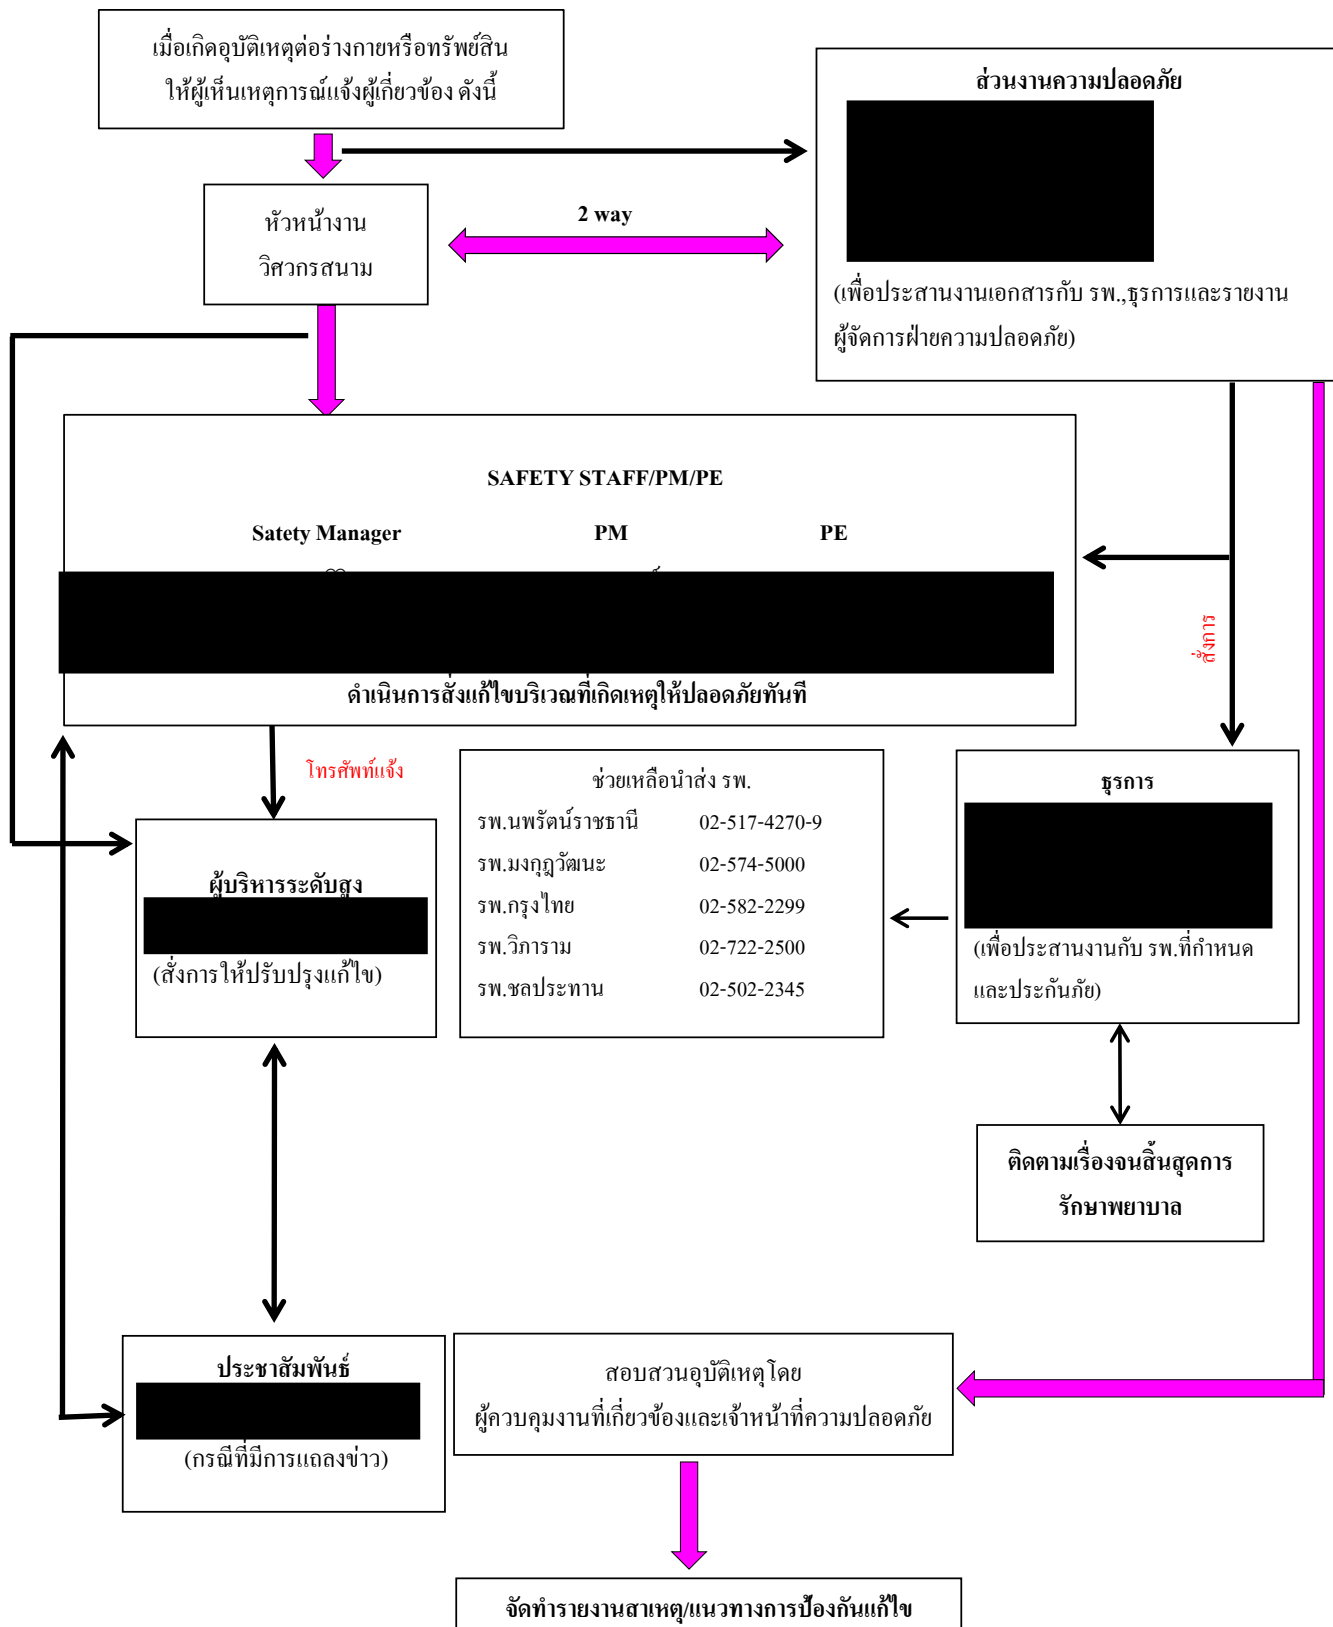 เมื่อเกิดอุบัติเหตุต่อร่างกายหรือทรัพย์สิน
ให้ผู้เห็นเหตุการณ์แจ้งผู้เกี่ยวข้อง ดังนี้
ส่วนงานความปลอดภัย
(เพื่อประสานงานเอกสารกับ รพ.,ธุรการและรายงาน
ผู้จัดการฝ่ายความปลอดภัย)
หัวหน้างาน
วิศวกรสนาม
2 way
SAFETY STAFF/PM/PE
Satety Manager PM PE
ดำเนินการสั่งแก้ไขบริเวณที่เกิดเหตุให้ปลอดภัยทันที
สั่งการ
โทรศัพท์แจ้ง
ผู้บริหารระดับสูง
(สั่งการให้ปรับปรุงแก้ไข)
ช่วยเหลือนำส่ง รพ.
รพ.นพรัตน์ราชธานี 02-517-4270-9
รพ.มงกุฎวัฒนะ 02-574-5000
รพ.กรุงไทย 02-582-2299
รพ.วิภาราม 02-722-2500
รพ.ชลประทาน 02-502-2345
ธุรการ
(เพื่อประสานงานกับ รพ.ที่กำหนด
และประกันภัย)
ติดตามเรื่องจนสิ้นสุดการ
รักษาพยาบาล
ประชาสัมพันธ์
(กรณีที่มีการแถลงข่าว)
สอบสวนอุบัติเหตุโดย
ผู้ควบคุมงานที่เกี่ยวข้องและเจ้าหน้าที่ความปลอดภัย
จัดทำรายงานสาเหตุ/แนวทางการป้องกันแก้ไข